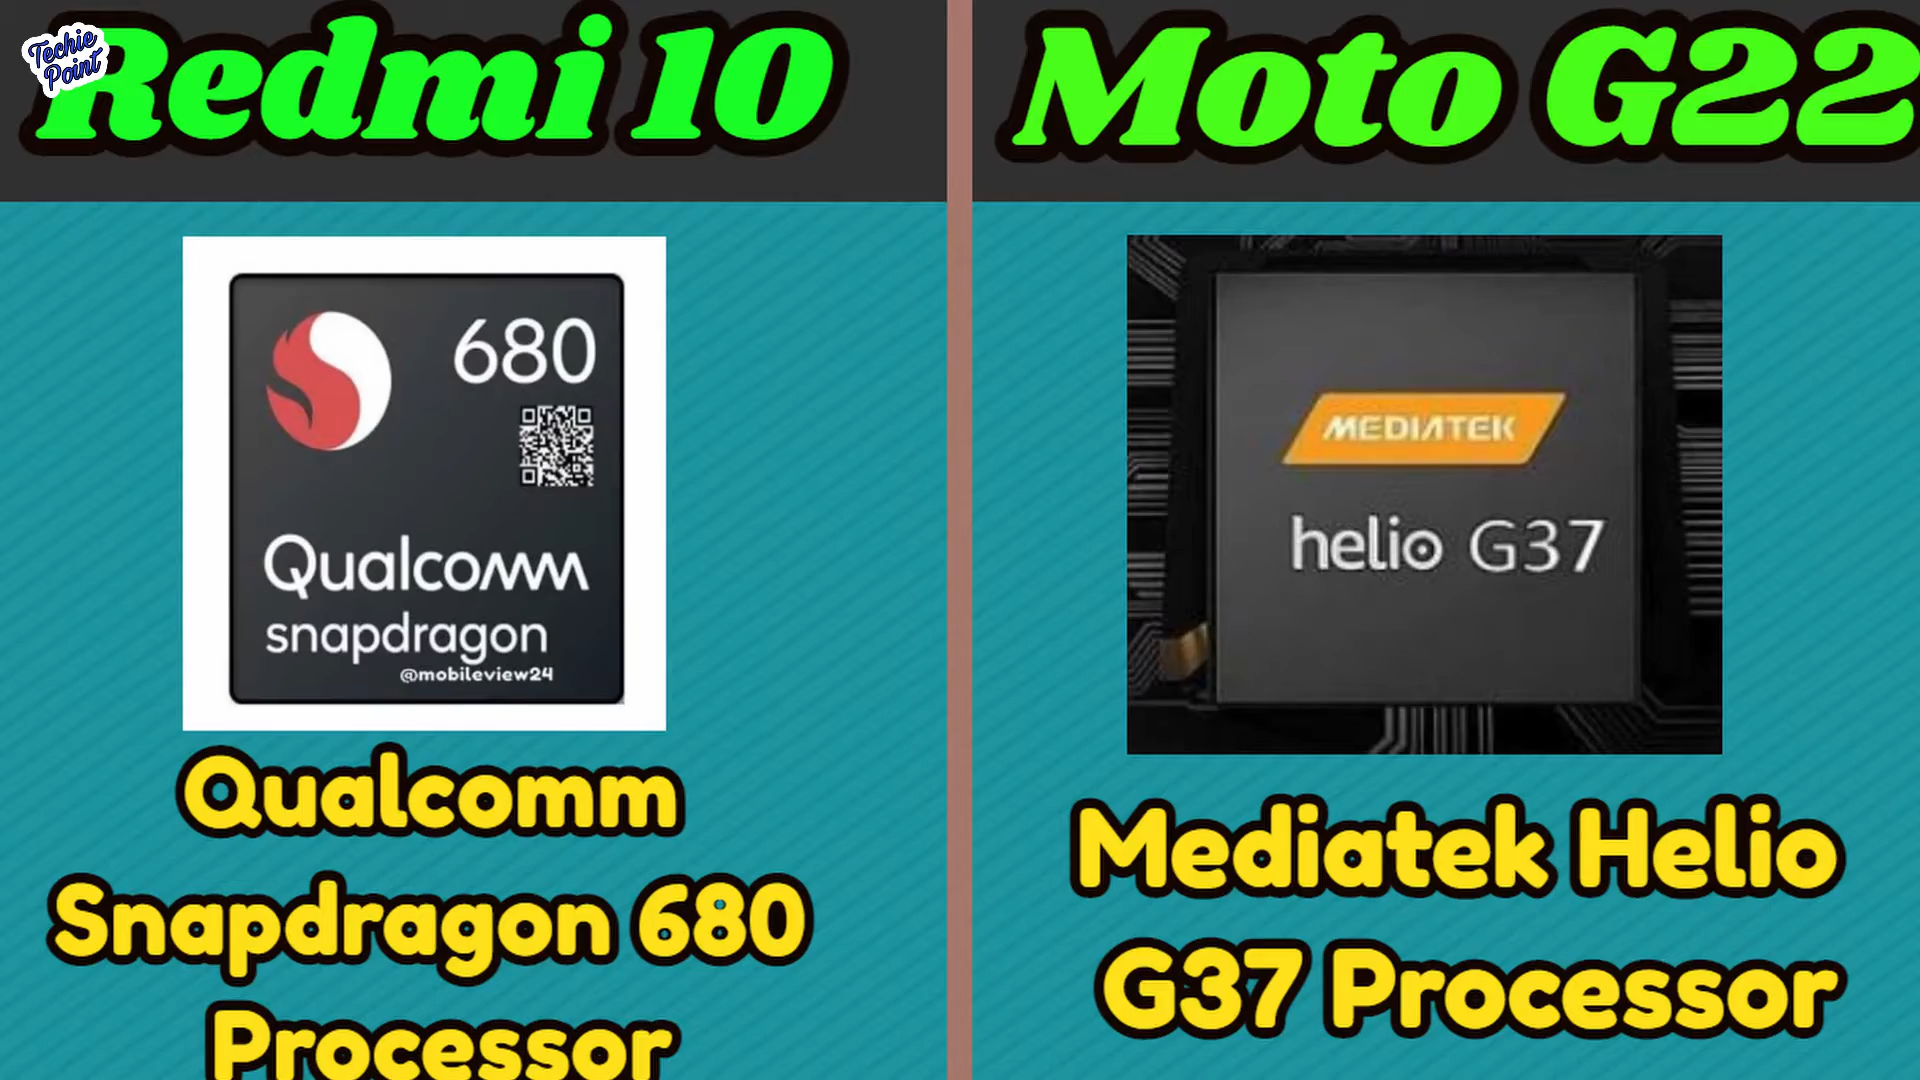 Techie
Point
Redmi 10
Moto G22
680
Qualcomm
snapdragon
@mobileview24
MEDIATEK
helio G37
Qualcomm
Snapdragon 680
Processor
Mediatek Helio
G37 Processor